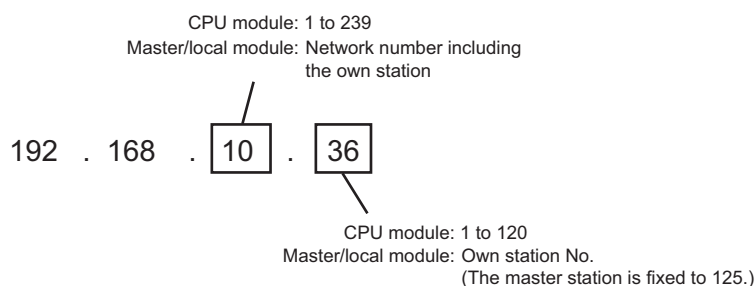 CPU module: 1 to 239
Master/local module: Network number including
the own station
192 . 168 . 10 . 36
CPU module: 1 to 120
Master/local module: Own station No.
(The master station is fixed to 125.)